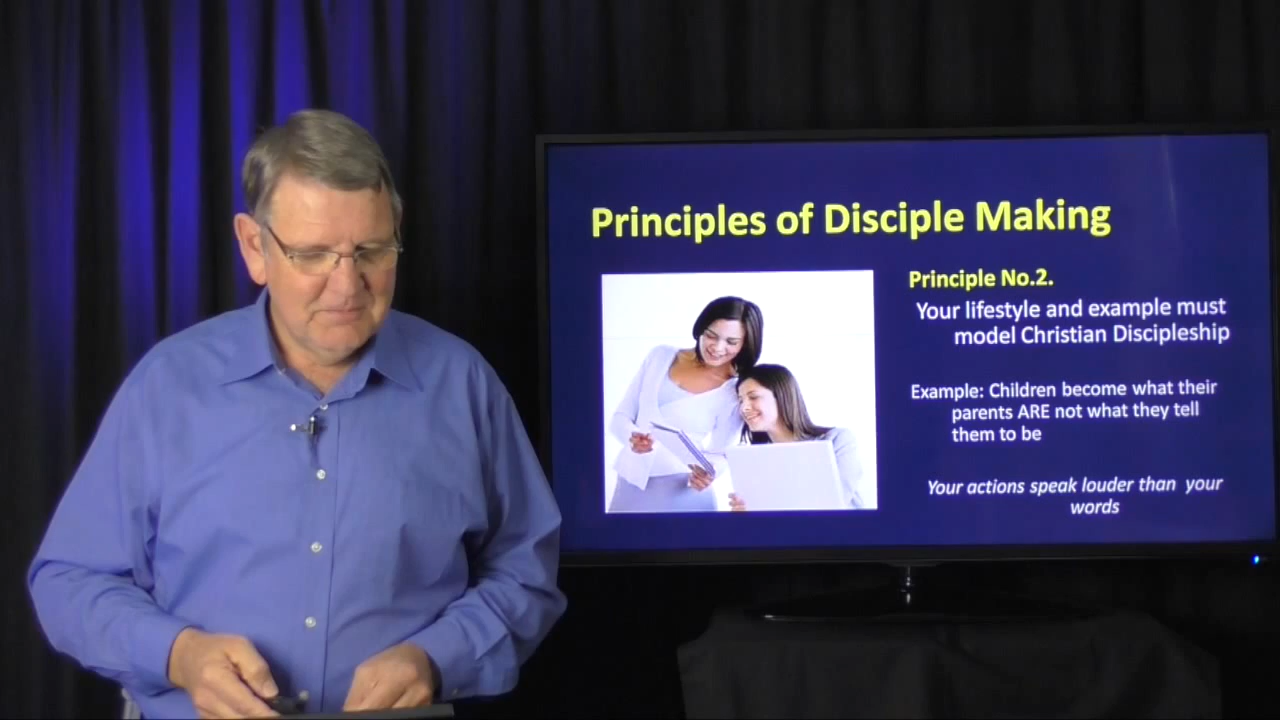 Principles of Disciple Making
Principle No.2.
Your lifestyle and example must
model Christian Discipleship
Example: Children become what their
parents ARE not what they tell
them to be
Your actions speak louder than your
words